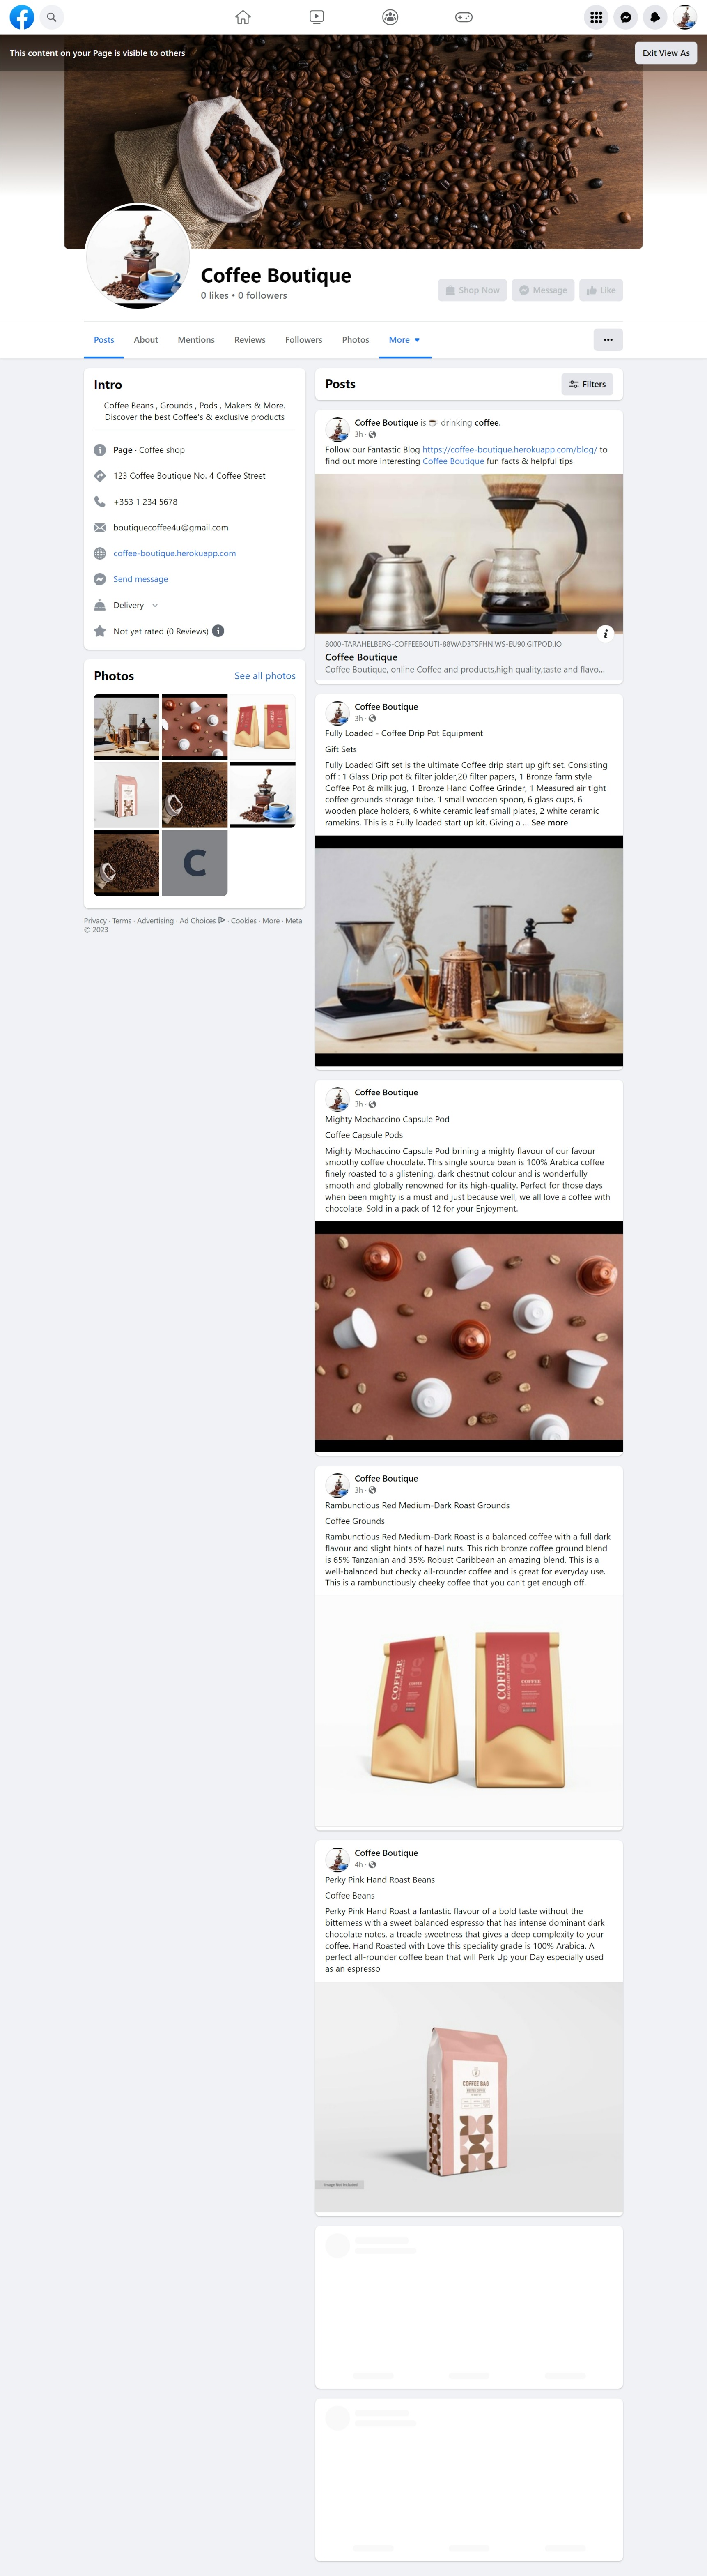 This content on your Page is visible to others
Exit View As
Coffee Boutique
0 likes • 0 followers
Shop Now
Message
Like
Posts
About
Mentions
Reviews
Followers
Photos
More
Intro
Coffee Beans , Grounds , Pods , Makers & More.
Discover the best Coffee's & exclusive products
Page · Coffee shop
123 Coffee Boutique No. 4 Coffee Street
+353 1 234 5678
boutiquecoffee4u@gmail.com
coffee-boutique.herokuapp.com
Send message
Delivery
Not yet rated (0 Reviews)
Photos
See all photos
C
Privacy · Terms · Advertising · Ad Choices · Cookies · More · Meta
© 2023
Posts
Filters
Coffee Boutique is ☕ drinking coffee.
3h ·
Follow our Fantastic Blog https://coffee-boutique.herokuapp.com/blog/ to
find out more interesting Coffee Boutique fun facts & helpful tips
8000-TARAHELBERG-COFFEEBOUTI-88WAD3TSFHN.WS-EU90.GITPOD.IO
Coffee Boutique
Coffee Boutique, online Coffee and products,high quality,taste and flavo...
Coffee Boutique
3h ·
Fully Loaded - Coffee Drip Pot Equipment
Gift Sets
Fully Loaded Gift set is the ultimate Coffee drip start up gift set. Consisting
off : 1 Glass Drip pot & filter jolder,20 filter papers, 1 Bronze farm style
Coffee Pot & milk jug, 1 Bronze Hand Coffee Grinder, 1 Measured air tight
coffee grounds storage tube, 1 small wooden spoon, 6 glass cups, 6
wooden place holders, 6 white ceramic leaf small plates, 2 white ceramic
ramekins. This is a Fully loaded start up kit. Giving a ... See more
Coffee Boutique
3h ·
Mighty Mochaccino Capsule Pod
Coffee Capsule Pods
Mighty Mochaccino Capsule Pod brining a mighty flavour of our favour
smoothy coffee chocolate. This single source bean is 100% Arabica coffee
finely roasted to a glistening, dark chestnut colour and is wonderfully
smooth and globally renowned for its high-quality. Perfect for those days
when been mighty is a must and just because well, we all love a coffee with
chocolate. Sold in a pack of 12 for your Enjoyment.
Coffee Boutique
3h ·
Rambunctious Red Medium-Dark Roast Grounds
Coffee Grounds
Rambunctious Red Medium-Dark Roast is a balanced coffee with a full dark
flavour and slight hints of hazel nuts. This rich bronze coffee ground blend
is 65% Tanzanian and 35% Robust Caribbean an amazing blend. This is a
well-balanced but checky all-rounder coffee and is great for everyday use.
This is a rambunctiously cheeky coffee that you can't get enough off.
COFFEE
COFFEE
COFFEE
COFFEE
Coffee Boutique
4h ·
Perky Pink Hand Roast Beans
Coffee Beans
Perky Pink Hand Roast a fantastic flavour of a bold taste without the
bitterness with a sweet balanced espresso that has intense dominant dark
chocolate notes, a treacle sweetness that gives a deep complexity to your
coffee. Hand Roasted with Love this speciality grade is 100% Arabica. A
perfect all-rounder coffee bean that will Perk Up your Day especially used
as an espresso
COFFEE BAG
Image Not Included